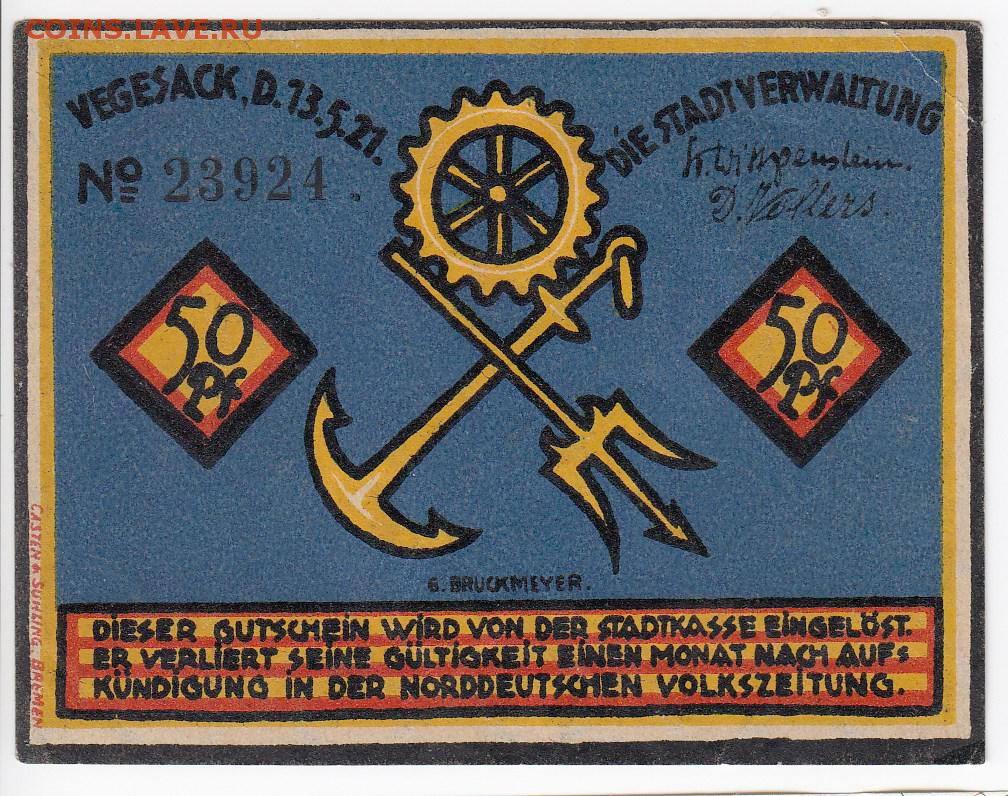 COINS.LAVE.RU
VEGESACK, D. 13.5.21.
DIE STADTVERWALTUNG
No 23924.
D. Vollers.
50
Pf
50
Pf
G. BRUCKMEYER.
DIESER GUTSCHEIN WIRD VON DER STADTKASSE EINGELÖST.
ER VERLIERT SEINE GÜLTIGKEIT EINEN MONAT NACH AUF=
KÜNDIGUNG IN DER NORDDEUTSCHEN VOLKSZEITUNG.
CASTEN & SUHLING, BREMEN